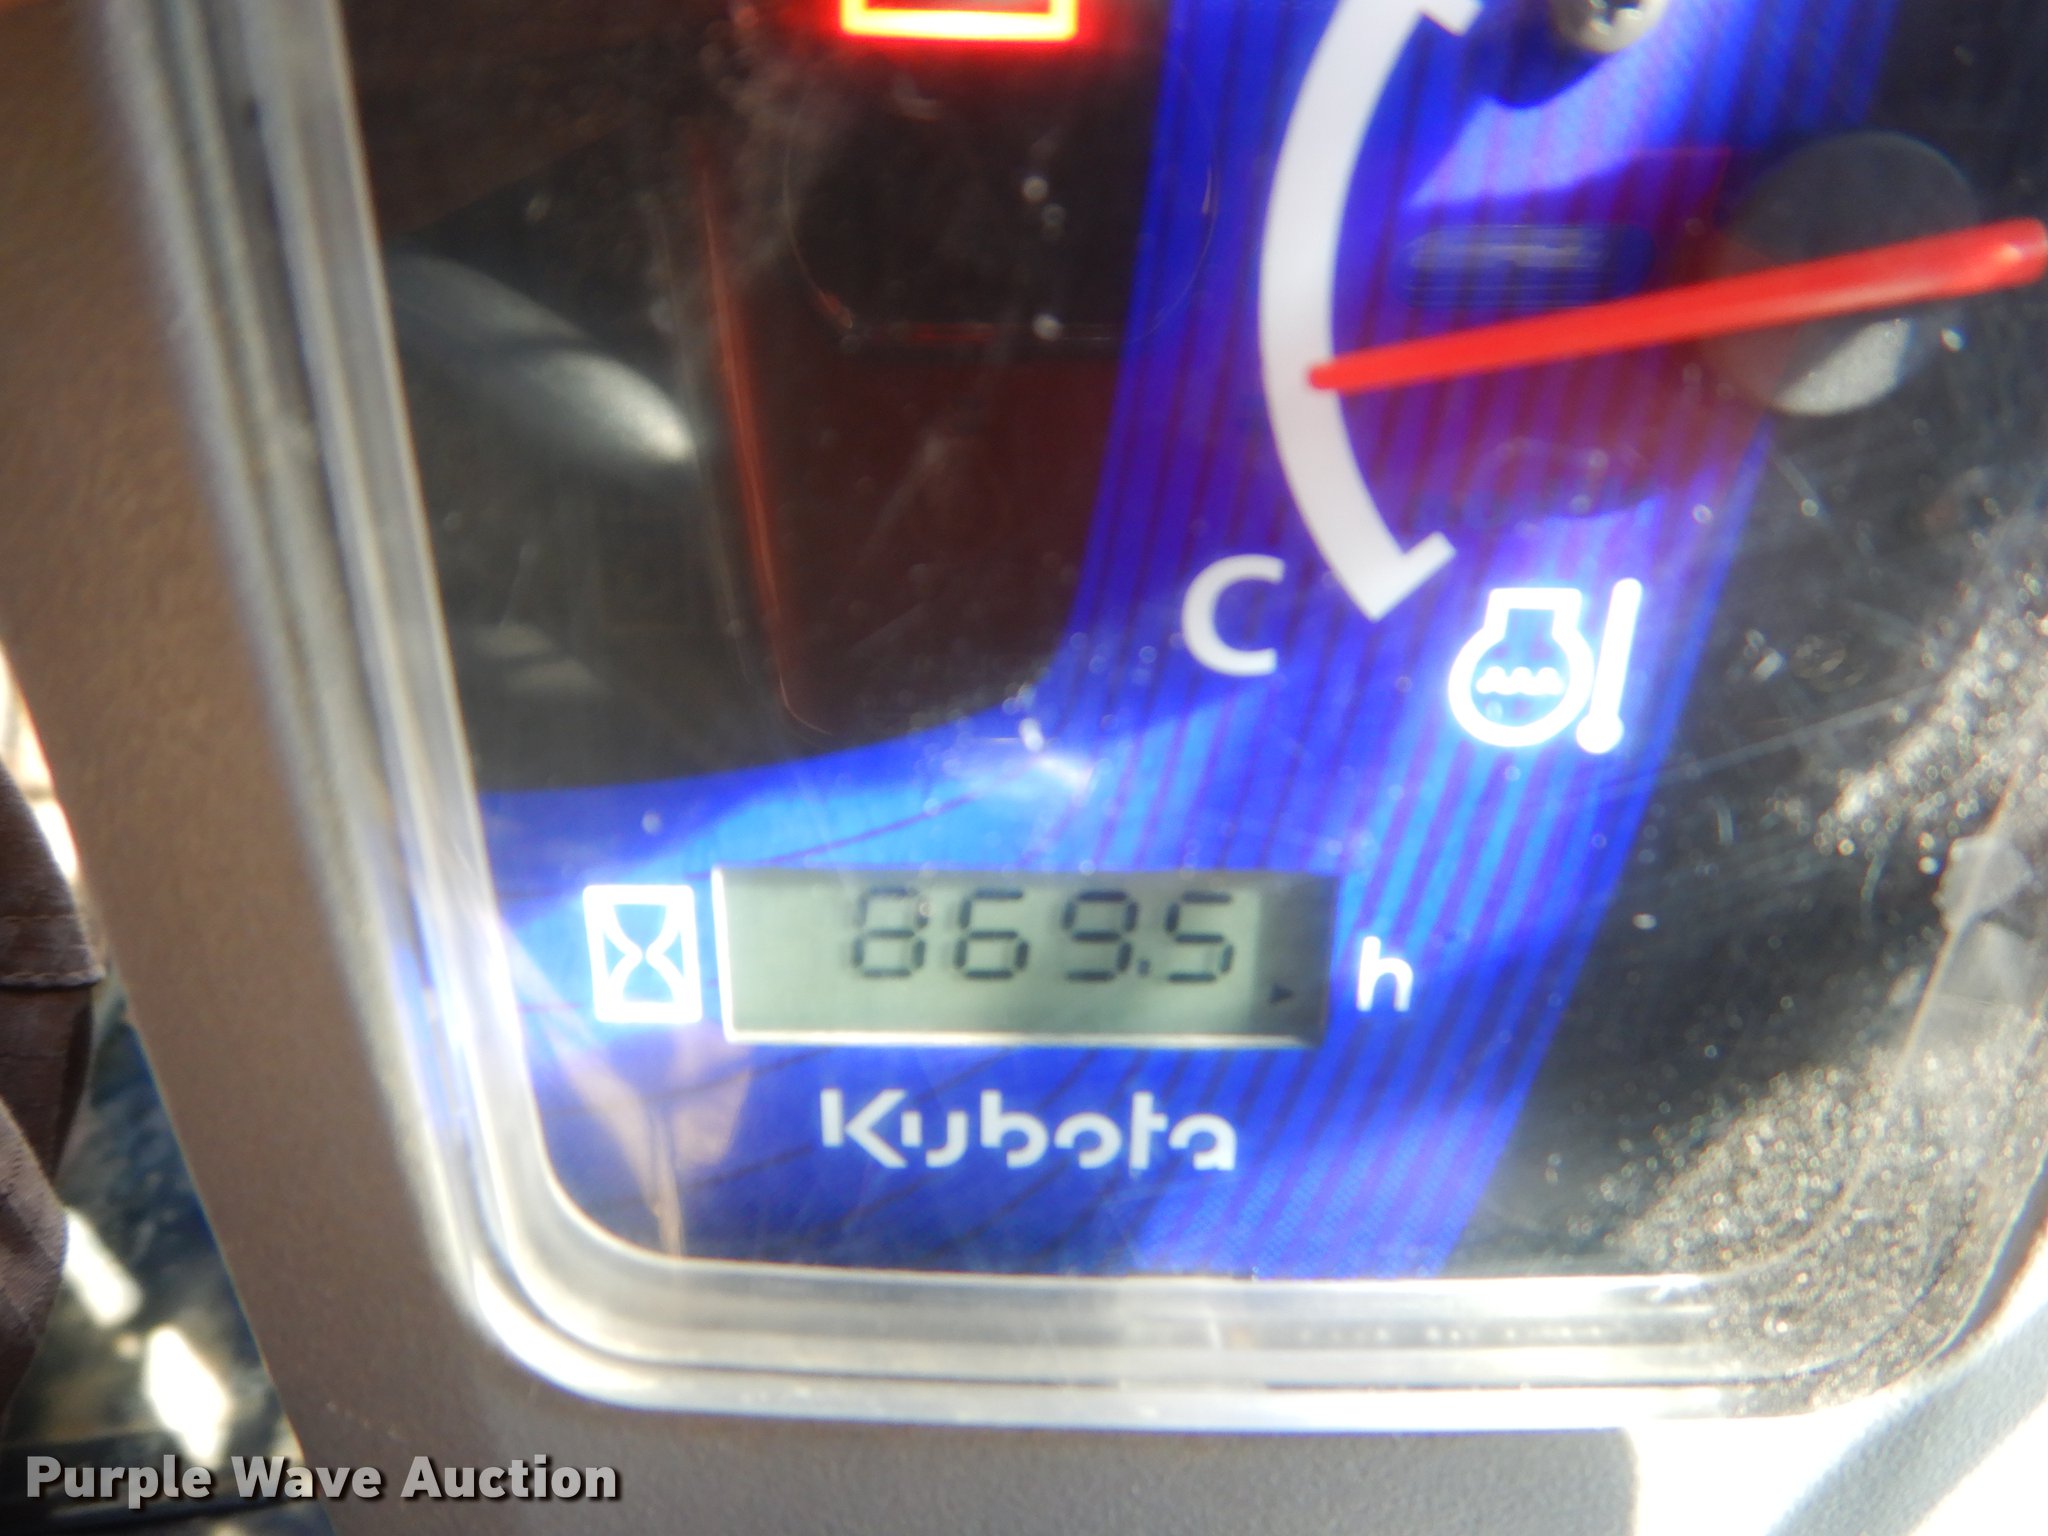 C
869.5 h
Kubota
Purple Wave Auction